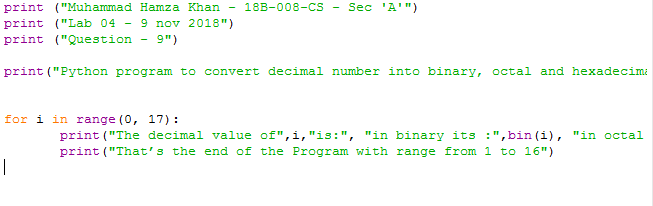 print ("Muhammad Hamza Khan - 18B-008-CS - Sec 'A'")
print ("Lab 04 - 9 nov 2018")
print ("Question - 9")
print("Python program to convert decimal number into binary, octal and hexadecima
for i in range(0, 17):
print("The decimal value of",i,"is:", "in binary its :",bin(i), "in octal
print("That's the end of the Program with range from 1 to 16")